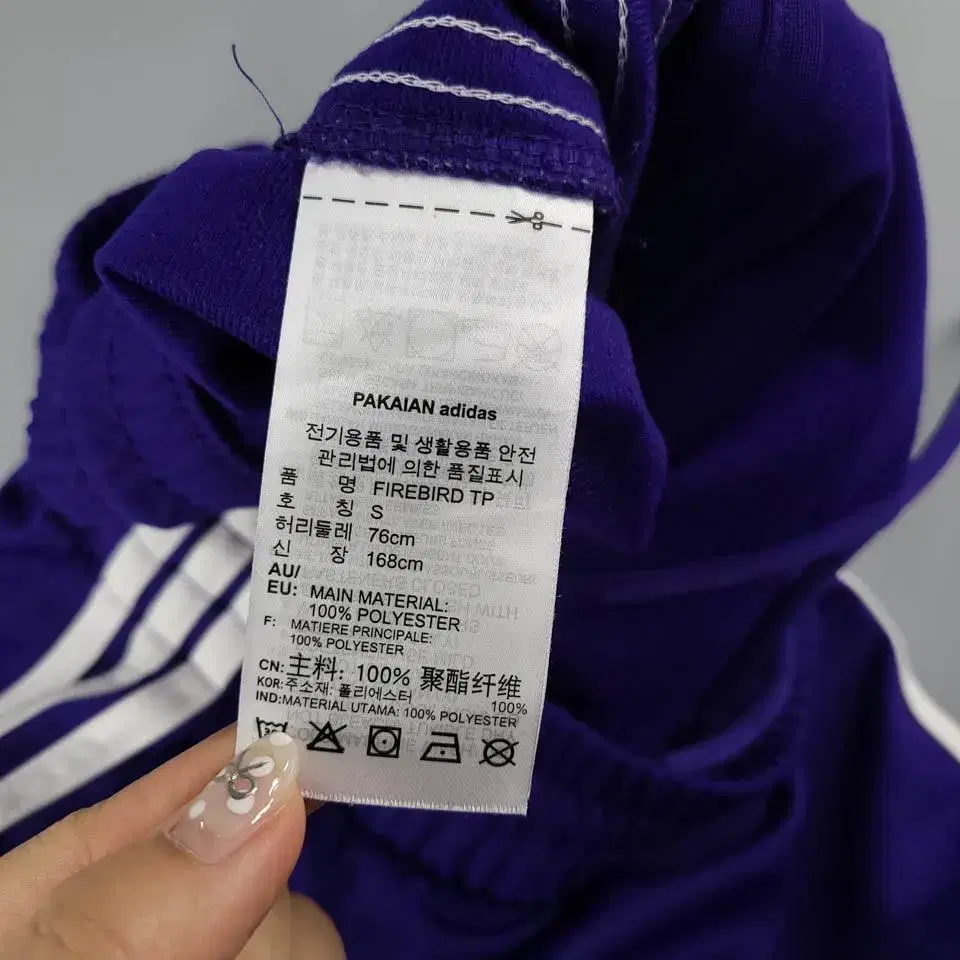 PAKAIAN adidas
전기용품 및 생활용품 안전
관리법에 의한 품질표시
품 명 FIREBIRD TP
호 칭 S
허리둘레 76cm
신 장 168cm
AU/
EU: MAIN MATERIAL:
100% POLYESTER
F: MATIERE PRINCIPALE:
100% POLYESTER
CN: 主料: 100% 聚酯纤维
KOR: 주소재: 폴리에스터 100%
IND: MATERIAL UTAMA: 100% POLYESTER